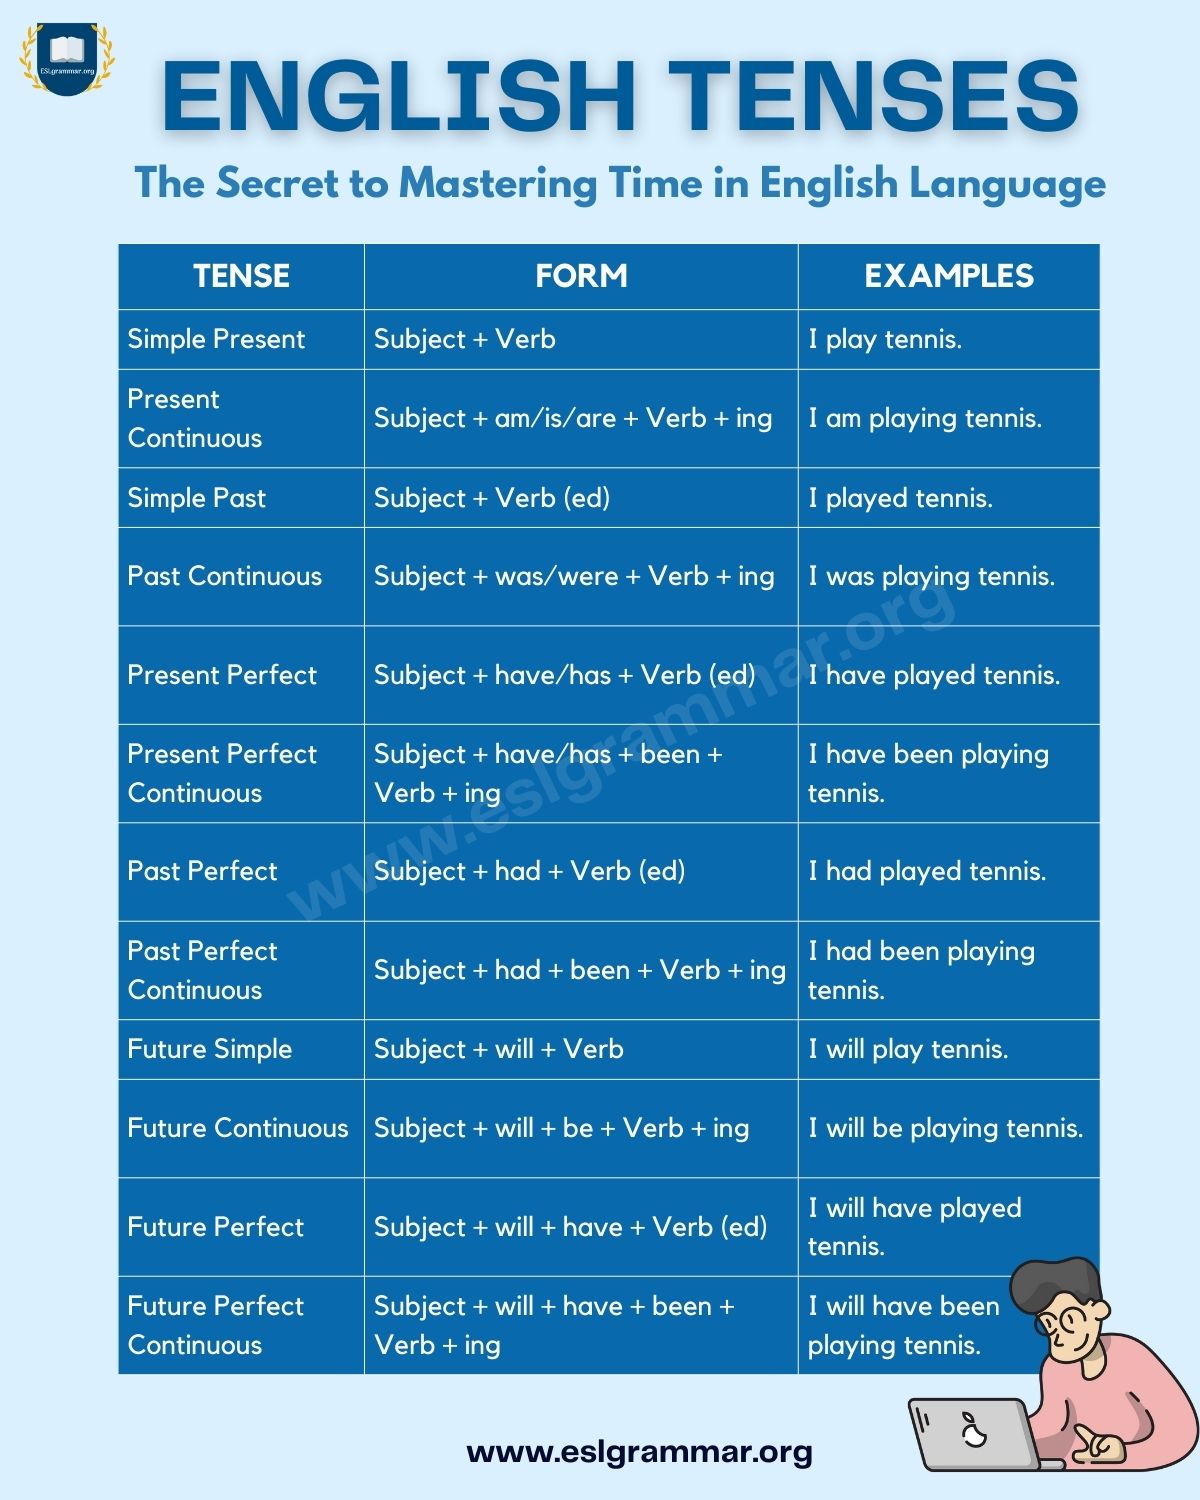 ESLgrammar.org
ENGLISH TENSES
The Secret to Mastering Time in English Language
TENSE FORM EXAMPLES
Simple Present Subject + Verb I play tennis.
Present
Continuous
Subject + am/is/are + Verb + ing
I am playing tennis.
Simple Past Subject + Verb (ed) I played tennis.
Past Continuous Subject + was/were + Verb + ing I was playing tennis.
Present Perfect Subject + have/has + Verb (ed) I have played tennis.
Present Perfect
Continuous
Subject + have/has + been +
Verb + ing
I have been playing
tennis.
Past Perfect Subject + had + Verb (ed) I had played tennis.
Past Perfect
Continuous
Subject + had + been + Verb + ing
I had been playing
tennis.
Future Simple Subject + will + Verb I will play tennis.
Future Continuous Subject + will + be + Verb + ing I will be playing tennis.
Future Perfect
Subject + will + have + Verb (ed)
I will have played
tennis.
Future Perfect
Continuous
Subject + will + have + been +
Verb + ing
I will have been
playing tennis.
www.eslgrammar.org
www.eslgrammar.org